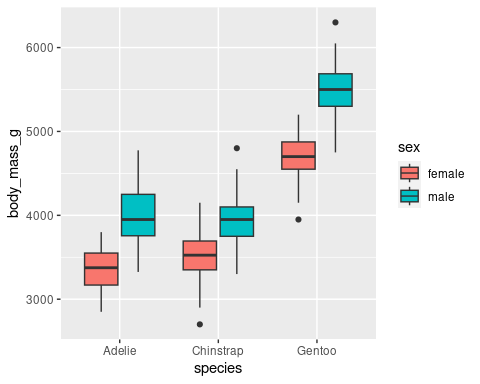 6000
5000
4000
3000
body_mass_g
Adelie
Chinstrap
Gentoo
species
sex
female
male